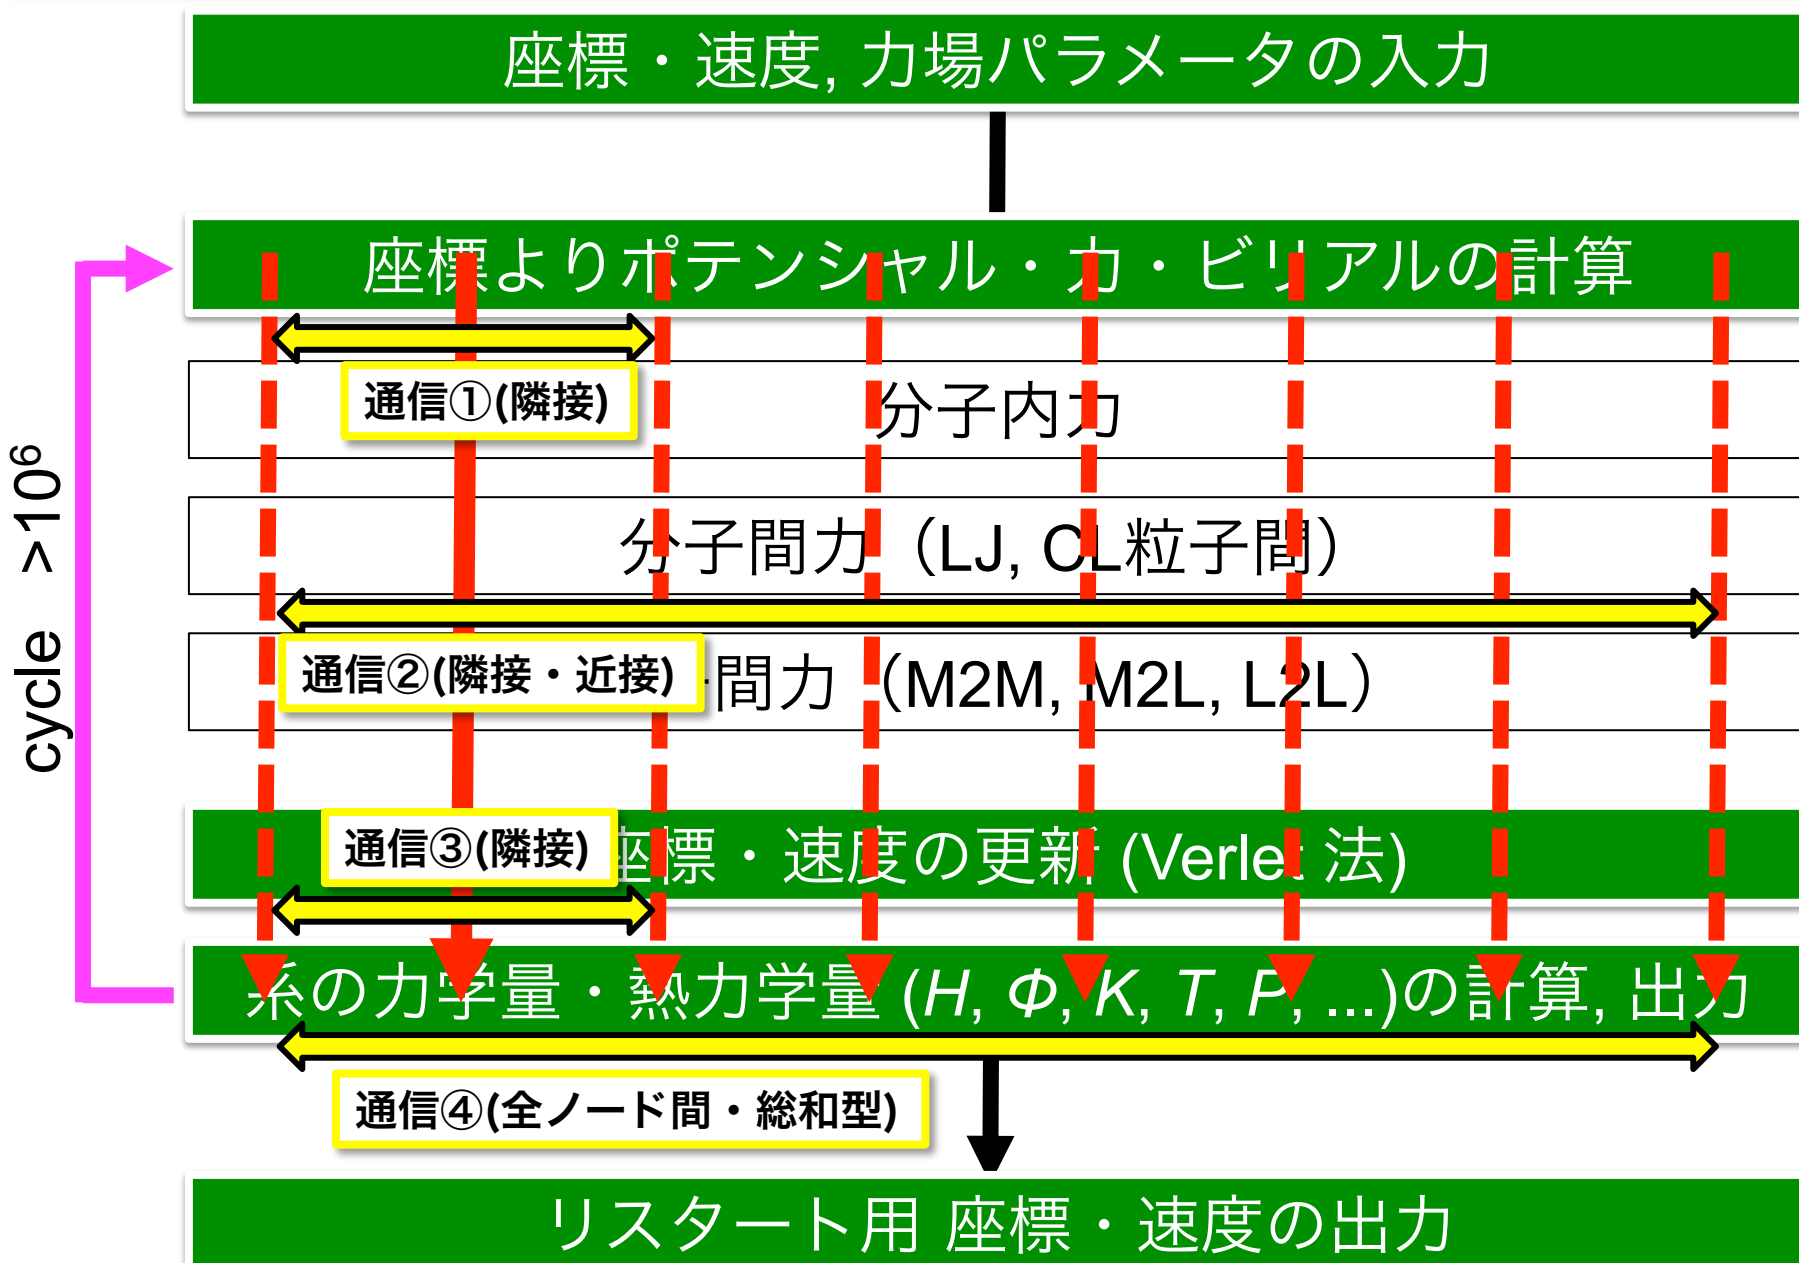 座標・速度, 力場パラメータの入力
座標よりポテンシャル・力・ビリアルの計算
通信①(隣接)
分子内力
分子間力（LJ, CL粒子間）
通信②(隣接・近接)
間力（M2M, M2L, L2L）
cycle >10⁶
通信③(隣接)
座標・速度の更新 (Verlet 法)
系の力学量・熱力学量 (H, Φ, K, T, P, ...)の計算, 出力
通信④(全ノード間・総和型)
リスタート用 座標・速度の出力